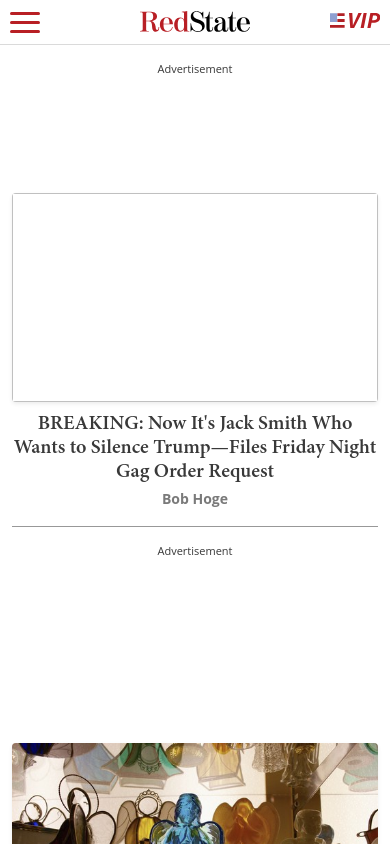 RedState
VIP
Advertisement
BREAKING: Now It's Jack Smith Who
Wants to Silence Trump—Files Friday Night
Gag Order Request
Bob Hoge
Advertisement